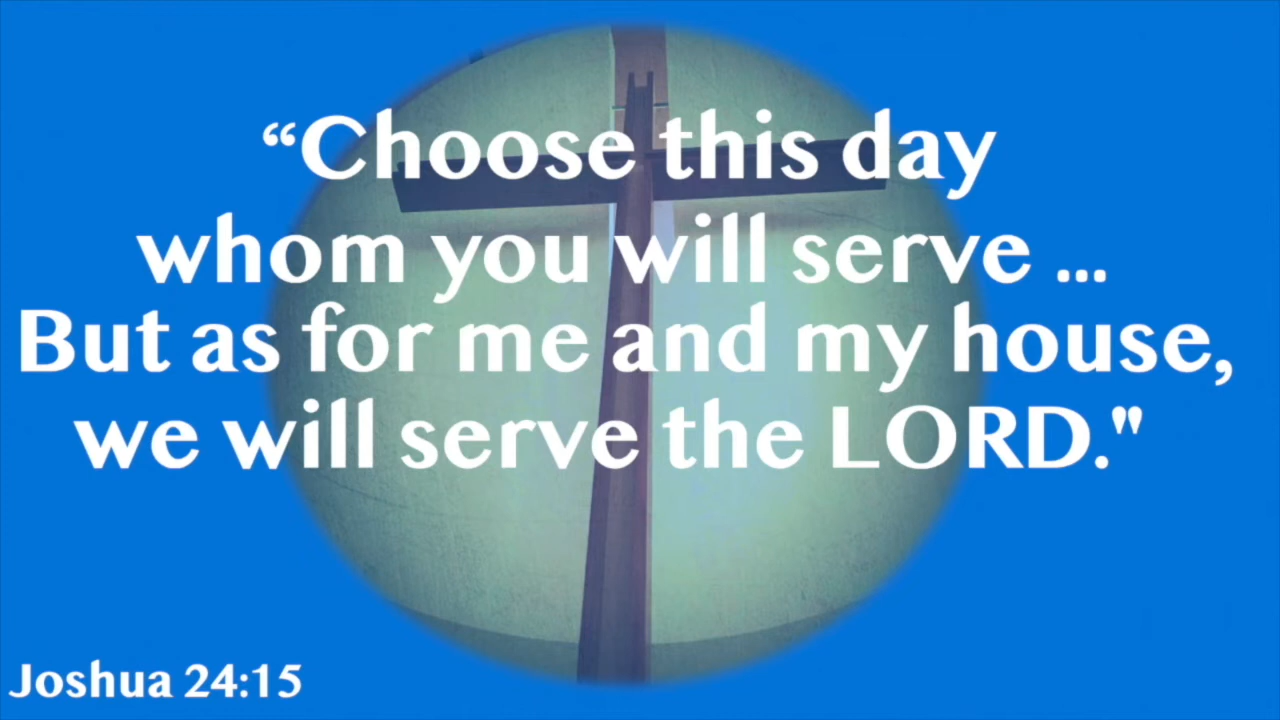 “Choose this day
whom you will serve ...
But as for me and my house,
we will serve the LORD."
Joshua 24:15